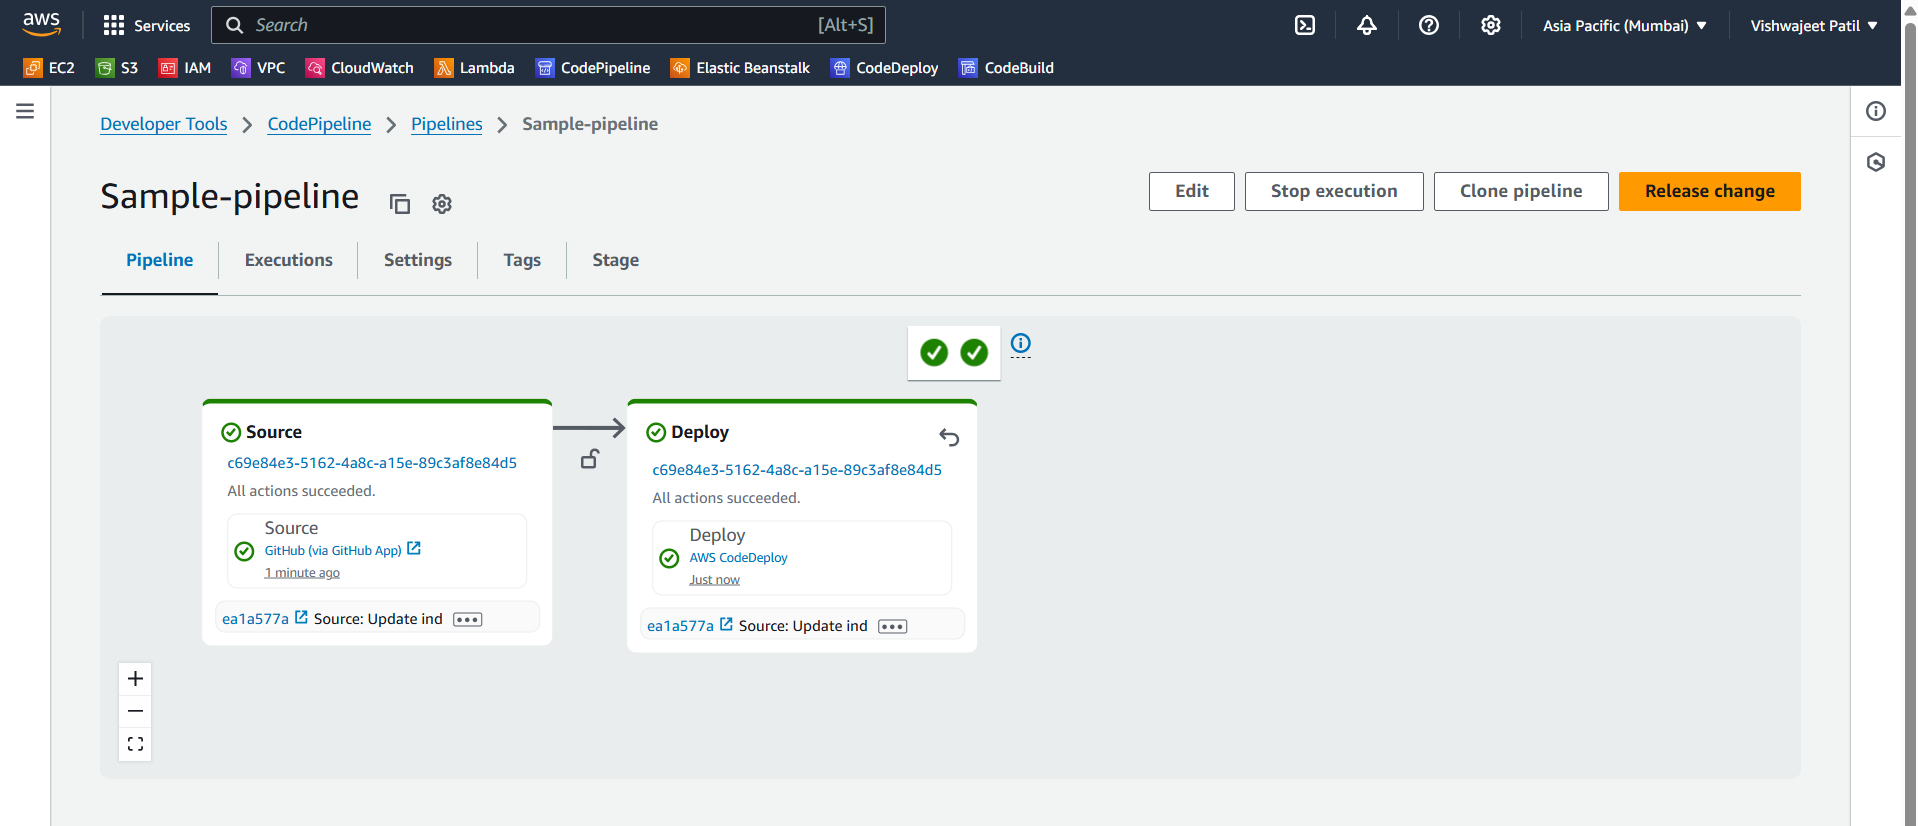 aws
Services
Search [Alt+S]
Asia Pacific (Mumbai)
Vishwajeet Patil
EC2 S3 IAM VPC CloudWatch Lambda CodePipeline Elastic Beanstalk CodeDeploy CodeBuild
Developer Tools > CodePipeline > Pipelines > Sample-pipeline
Sample-pipeline
Edit
Stop execution
Clone pipeline
Release change
Pipeline
Executions
Settings
Tags
Stage
Source
c69e84e3-5162-4a8c-a15e-89c3af8e84d5
All actions succeeded.
Source
GitHub (via GitHub App)
1 minute ago
ea1a577a Source: Update ind
Deploy
c69e84e3-5162-4a8c-a15e-89c3af8e84d5
All actions succeeded.
Deploy
AWS CodeDeploy
Just now
ea1a577a Source: Update ind